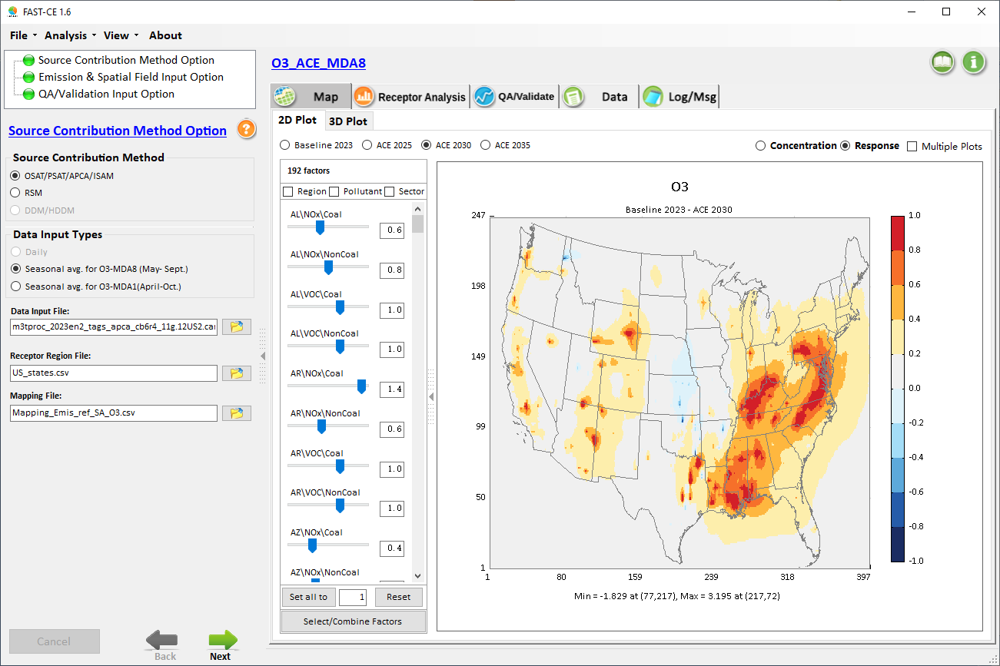 FAST-CE 1.6
File Analysis View About
Source Contribution Method Option
Emission & Spatial Field Input Option
QA/Validation Input Option
Source Contribution Method Option
?
Source Contribution Method
OSAT/PSAT/APCA/ISAM
RSM
DDM/HDDM
Data Input Types
Daily
Seasonal avg. for O3-MDA8 (May- Sept.)
Seasonal avg. for O3-MDA1(April-Oct.)
Data Input File:
m3tproc_2023en2_tags_apca_cb6r4_11g.12US2.ca
Receptor Region File:
US_states.csv
Mapping File:
Mapping_Emis_ref_SA_O3.csv
Cancel
Back
Next
O3_ACE_MDA8
i
Map Receptor Analysis QA/Validate Data Log/Msg
2D Plot 3D Plot
Baseline 2023 ACE 2025 ACE 2030 ACE 2035
Concentration Response Multiple Plots
192 factors
Region Pollutant Sector
AL\NOx\Coal
0.6
AL\NOx\NonCoal
0.8
AL\VOC\Coal
1.0
AL\VOC\NonCoal
1.0
AR\NOx\Coal
1.4
AR\NOx\NonCoal
0.6
AR\VOC\Coal
1.0
AR\VOC\NonCoal
1.0
AZ\NOx\Coal
0.4
AZ\NOx\NonCoal
Set all to 1 Reset
Select/Combine Factors
O3
Baseline 2023 - ACE 2030
247
198
149
99
50
1
1 80 159 239 318 397
Min = -1.829 at (77,217), Max = 3.195 at (217,72)
1.0
0.8
0.6
0.4
0.2
0.0
-0.2
-0.4
-0.6
-0.8
-1.0